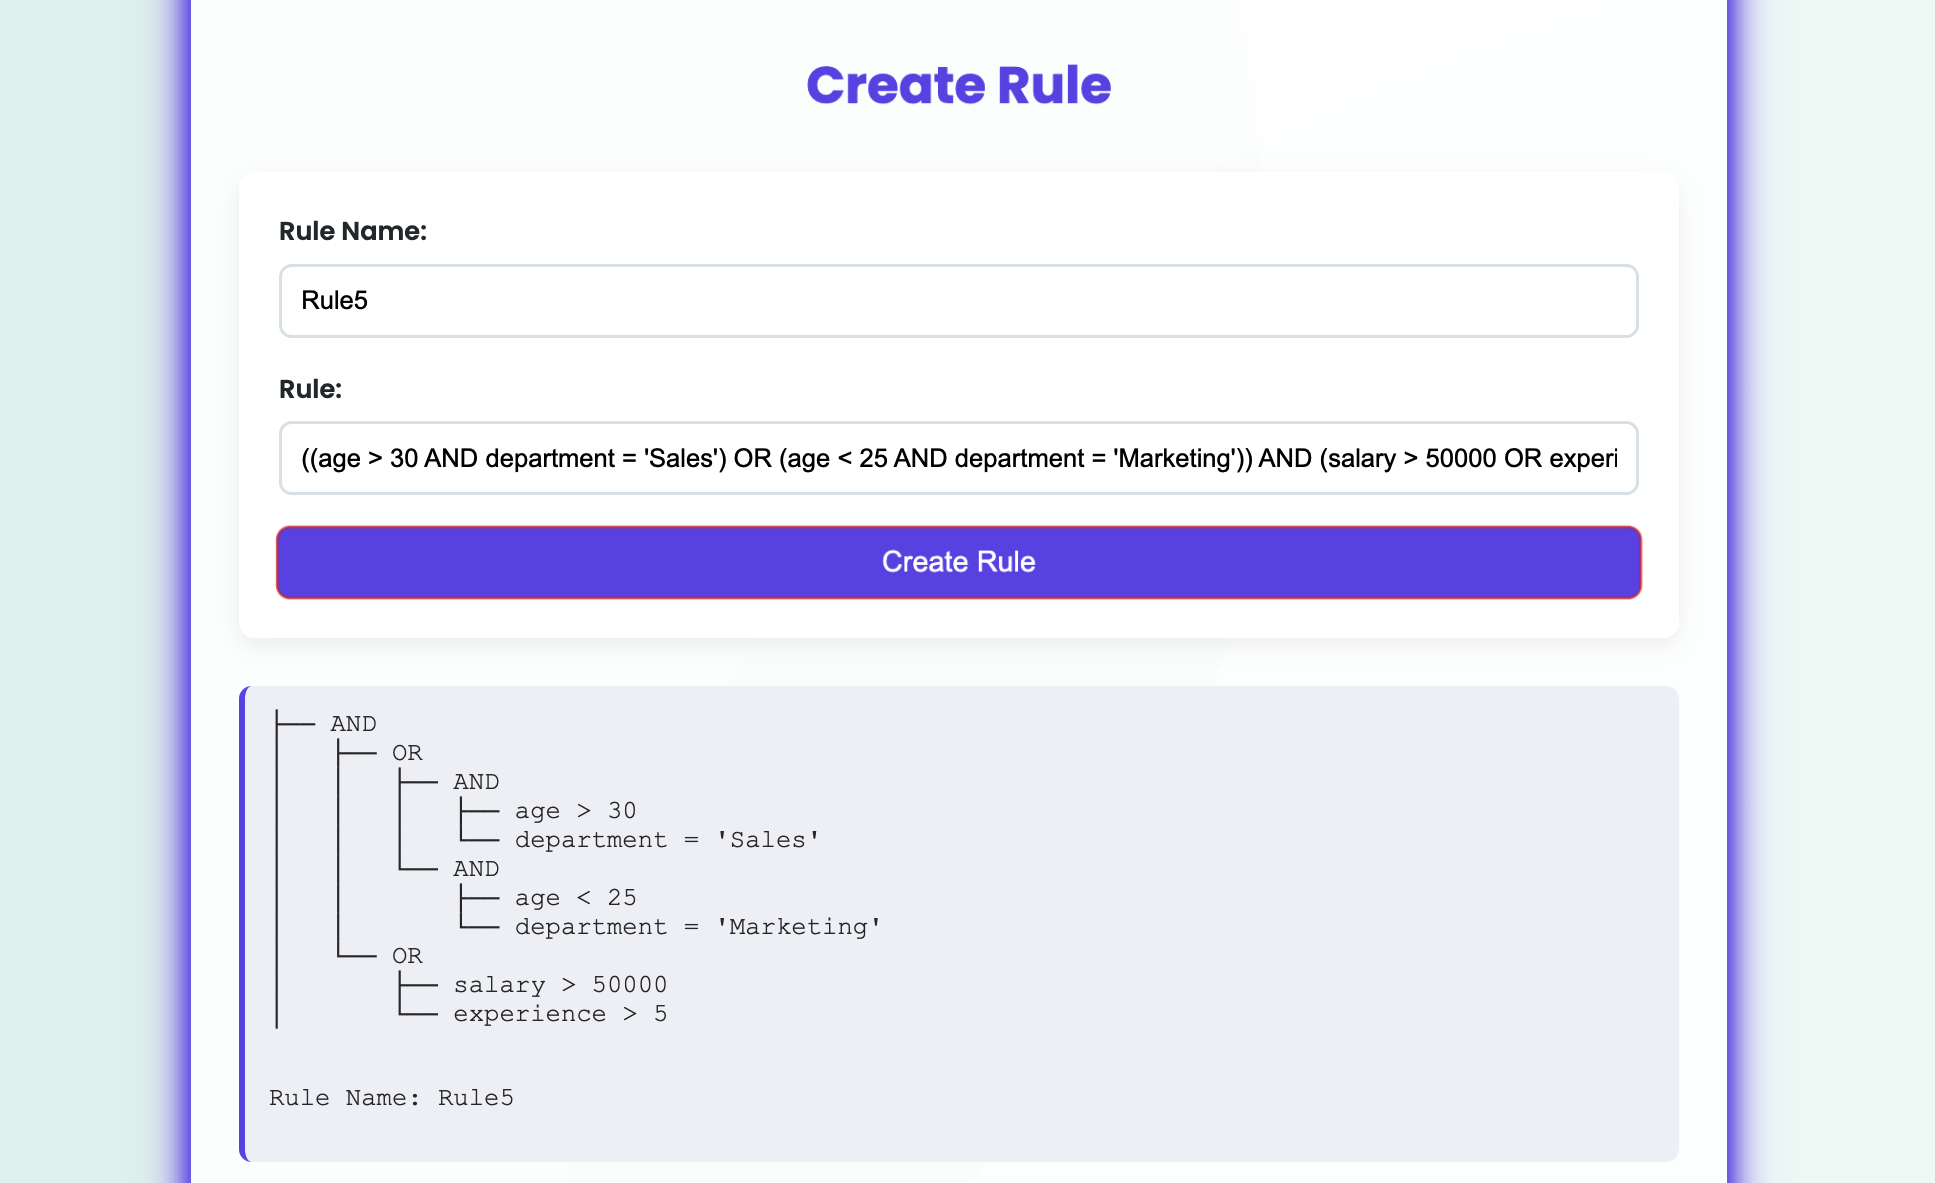 Create Rule
Rule Name:
Rule5
Rule:
((age > 30 AND department = 'Sales') OR (age < 25 AND department = 'Marketing')) AND (salary > 50000 OR experi
Create Rule
├── AND
│   ├── OR
│   │   ├── AND
│   │   │   ├── age > 30
│   │   │   └── department = 'Sales'
│   │   └── AND
│   │       ├── age < 25
│   │       └── department = 'Marketing'
│   └── OR
│       ├── salary > 50000
│       └── experience > 5
Rule Name: Rule5